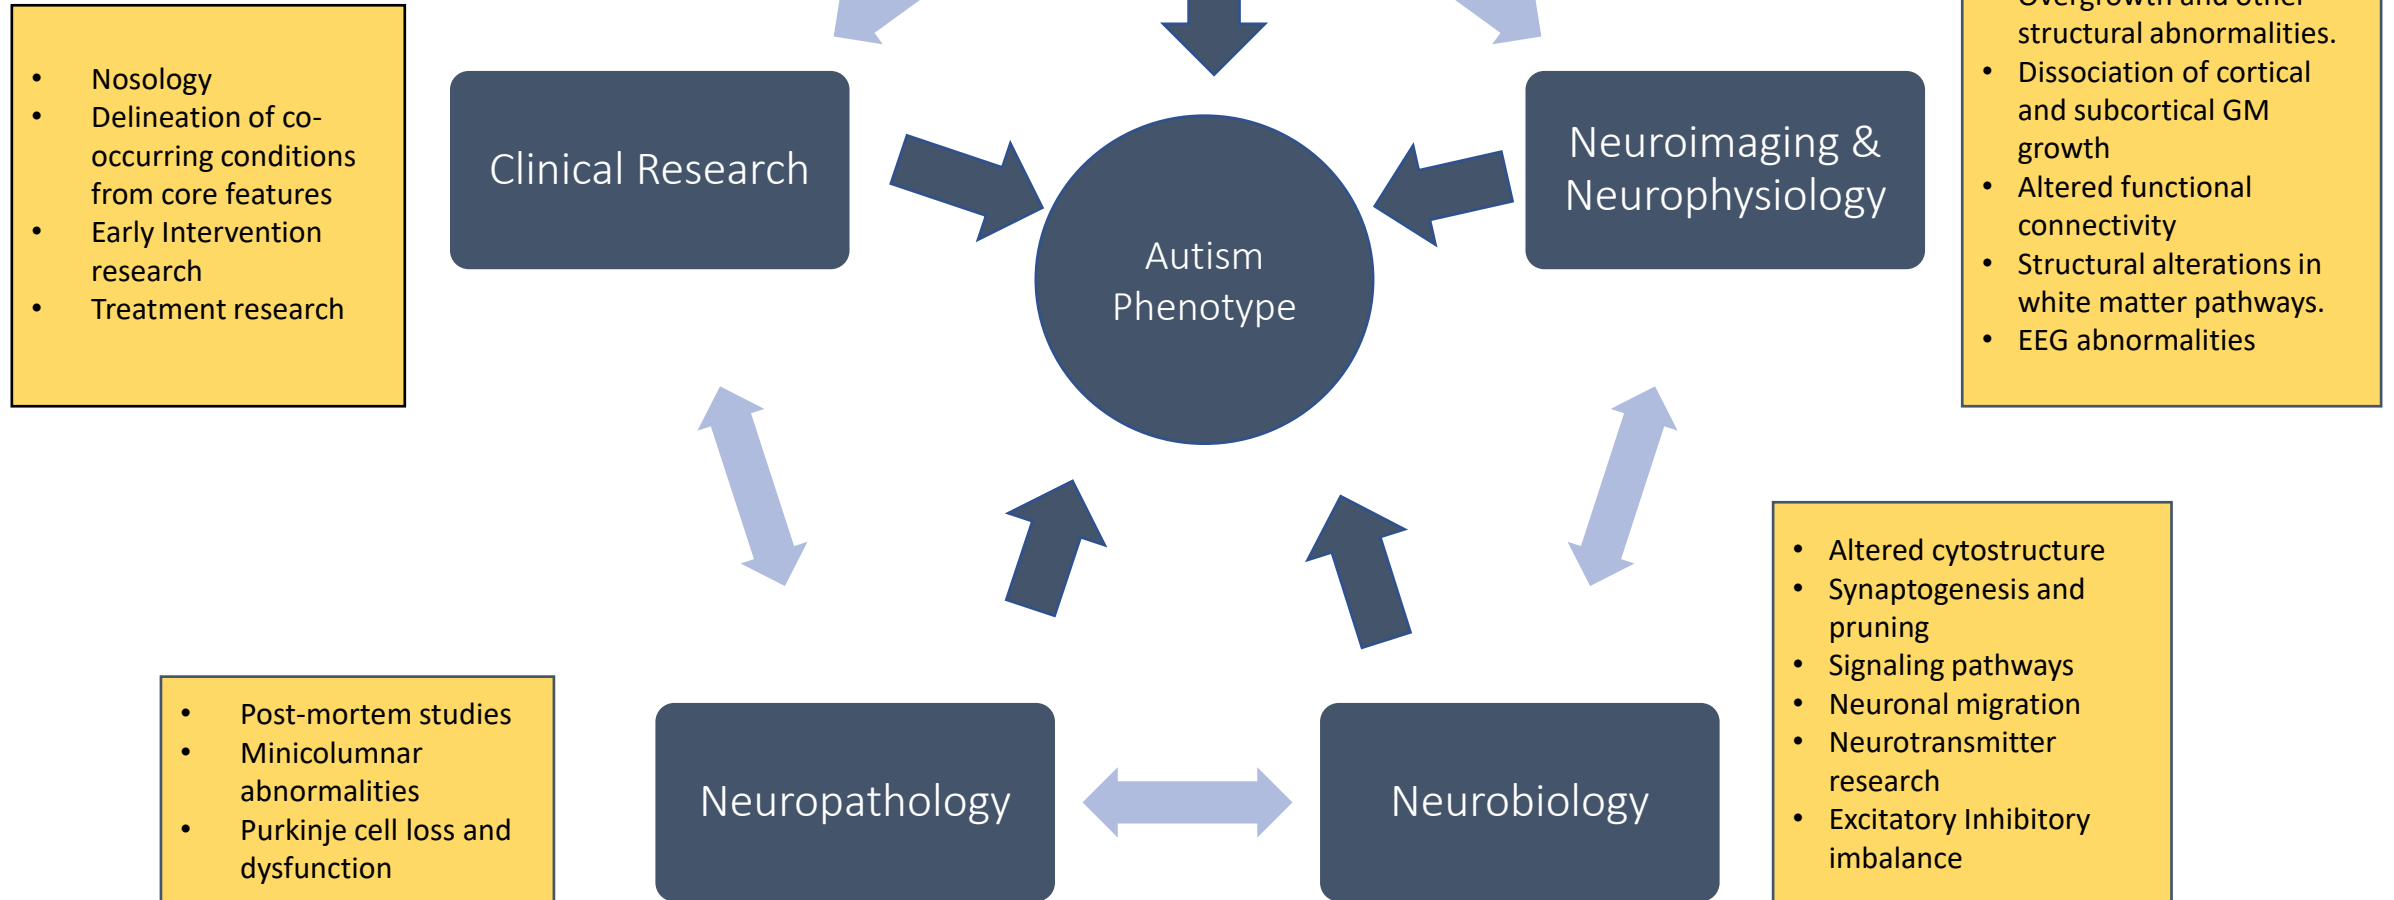 • Nosology
• Delineation of co-
occurring conditions
from core features
• Early Intervention
research
• Treatment research
Clinical Research
Autism
Phenotype
Neuroimaging &
Neurophysiology
Overgrowth and other
structural abnormalities.
• Dissociation of cortical
and subcortical GM
growth
• Altered functional
connectivity
• Structural alterations in
white matter pathways.
• EEG abnormalities
• Post-mortem studies
• Minicolumnar
abnormalities
• Purkinje cell loss and
dysfunction
Neuropathology
Neurobiology
• Altered cytostructure
• Synaptogenesis and
pruning
• Signaling pathways
• Neuronal migration
• Neurotransmitter
research
• Excitatory Inhibitory
imbalance